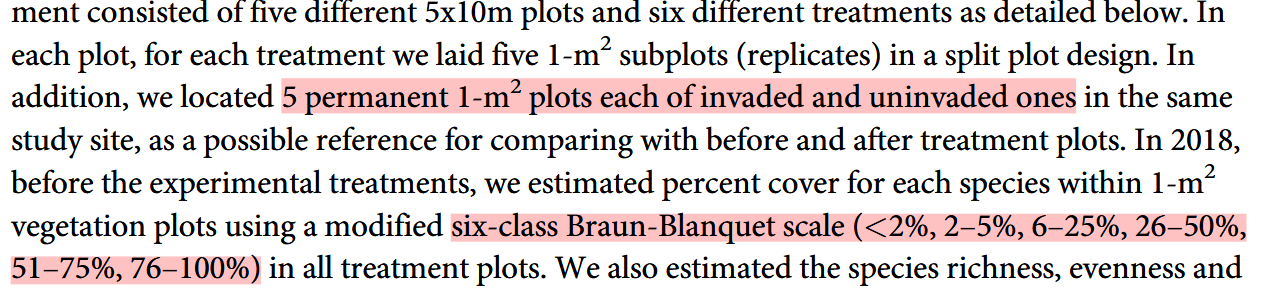 ment consisted of five different 5x10m plots and six different treatments as detailed below. In
each plot, for each treatment we laid five 1-m² subplots (replicates) in a split plot design. In
addition, we located 5 permanent 1-m² plots each of invaded and uninvaded ones in the same
study site, as a possible reference for comparing with before and after treatment plots. In 2018,
before the experimental treatments, we estimated percent cover for each species within 1-m²
vegetation plots using a modified six-class Braun-Blanquet scale (<2%, 2–5%, 6–25%, 26–50%,
51–75%, 76–100%) in all treatment plots. We also estimated the species richness, evenness and